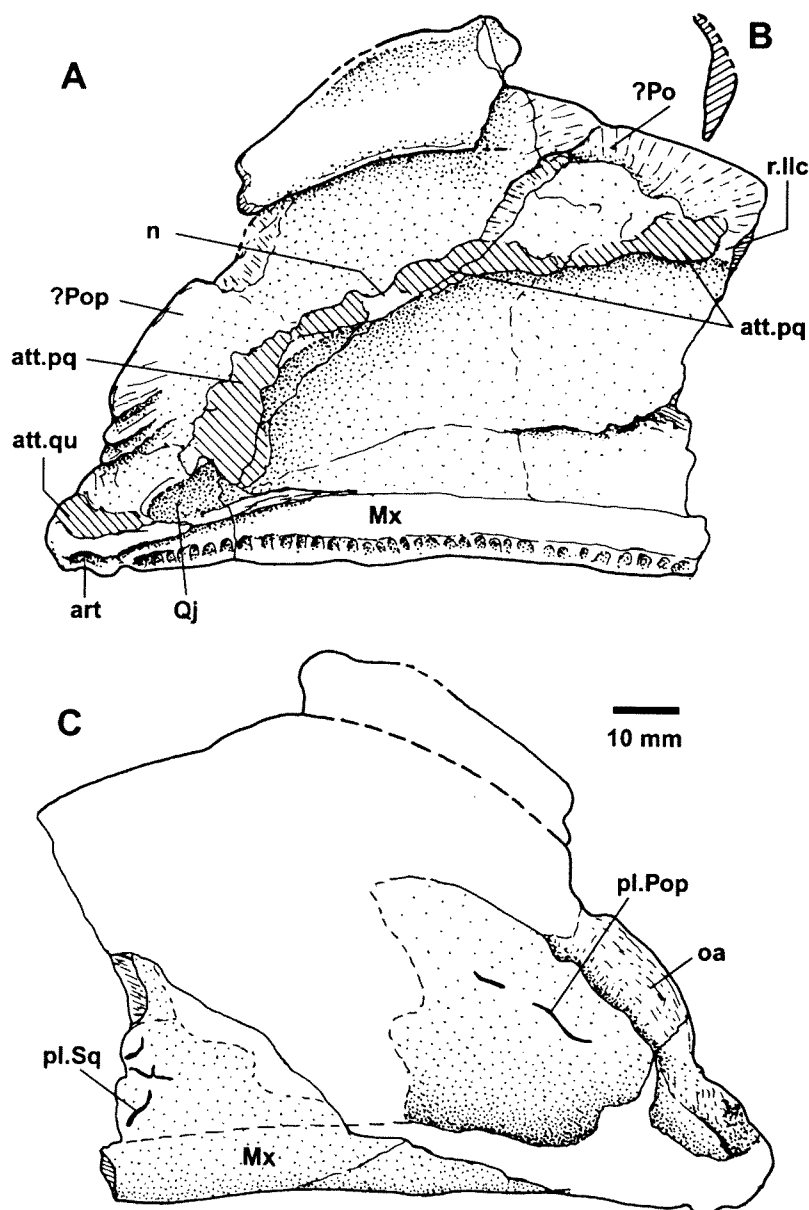 A
B
?Po
r.llc
n
?Pop
att.pq
att.pq
att.qu
Mx
art
Qj
C
10 mm
pl.Pop
oa
pl.Sq
Mx